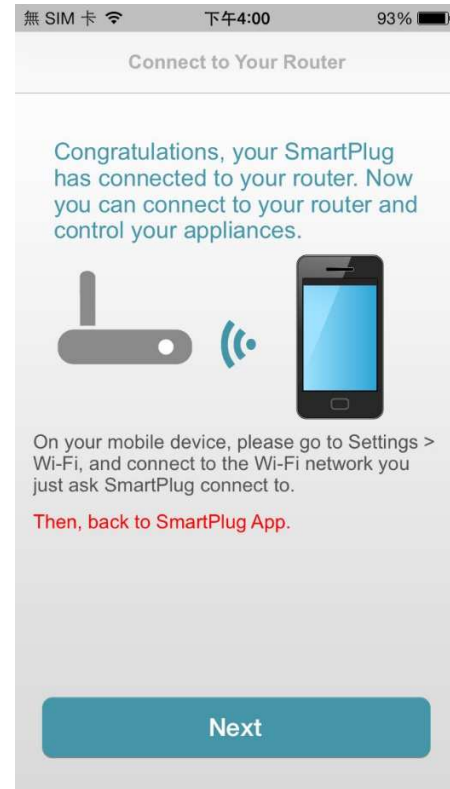 無 SIM 卡 下午4:00 93%
Connect to Your Router
Congratulations, your SmartPlug
has connected to your router. Now
you can connect to your router and
control your appliances.
On your mobile device, please go to Settings >
Wi-Fi, and connect to the Wi-Fi network you
just ask SmartPlug connect to.
Then, back to SmartPlug App.
Next